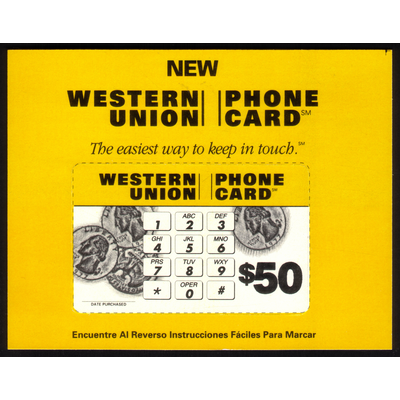 NEW
WESTERN UNION PHONE CARD℠
The easiest way to keep in touch.℠
WESTERN UNION PHONE CARD℠
1 ABC 2 DEF 3
GHI 4 JKL 5 MNO 6
PRS 7 TUV 8 WXY 9
* OPER 0 #
$50
DATE PURCHASED
Encuentre Al Reverso Instrucciones Fáciles Para Marcar